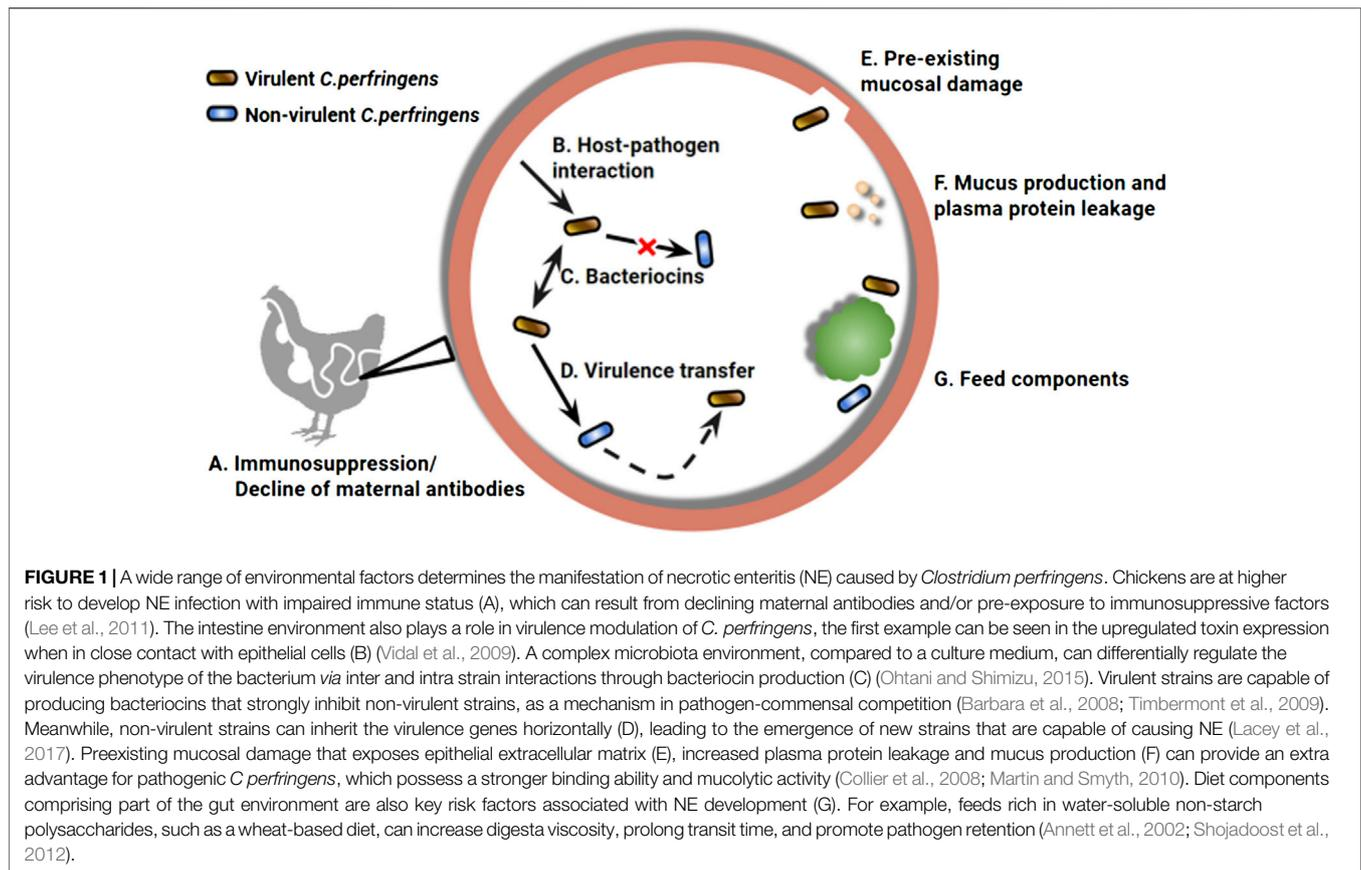 Virulent C.perfringens
Non-virulent C.perfringens
E. Pre-existing
mucosal damage
B. Host-pathogen
interaction
F. Mucus production and
plasma protein leakage
C. Bacteriocins
D. Virulence transfer
G. Feed components
A. Immunosuppression/
Decline of maternal antibodies
FIGURE 1 | A wide range of environmental factors determines the manifestation of necrotic enteritis (NE) caused by Clostridium perfringens. Chickens are at higher
risk to develop NE infection with impaired immune status (A), which can result from declining maternal antibodies and/or pre-exposure to immunosuppressive factors
(Lee et al., 2011). The intestine environment also plays a role in virulence modulation of C. perfringens, the first example can be seen in the upregulated toxin expression
when in close contact with epithelial cells (B) (Vidal et al., 2009). A complex microbiota environment, compared to a culture medium, can differentially regulate the
virulence phenotype of the bacterium via inter and intra strain interactions through bacteriocin production (C) (Ohtani and Shimizu, 2015). Virulent strains are capable of
producing bacteriocins that strongly inhibit non-virulent strains, as a mechanism in pathogen-commensal competition (Barbara et al., 2008; Timbermont et al., 2009).
Meanwhile, non-virulent strains can inherit the virulence genes horizontally (D), leading to the emergence of new strains that are capable of causing NE (Lacey et al.,
2017). Preexisting mucosal damage that exposes epithelial extracellular matrix (E), increased plasma protein leakage and mucus production (F) can provide an extra
advantage for pathogenic C perfringens, which possess a stronger binding ability and mucolytic activity (Collier et al., 2008; Martin and Smyth, 2010). Diet components
comprising part of the gut environment are also key risk factors associated with NE development (G). For example, feeds rich in water-soluble non-starch
polysaccharides, such as a wheat-based diet, can increase digesta viscosity, prolong transit time, and promote pathogen retention (Annett et al., 2002; Shojadoost et al.,
2012).